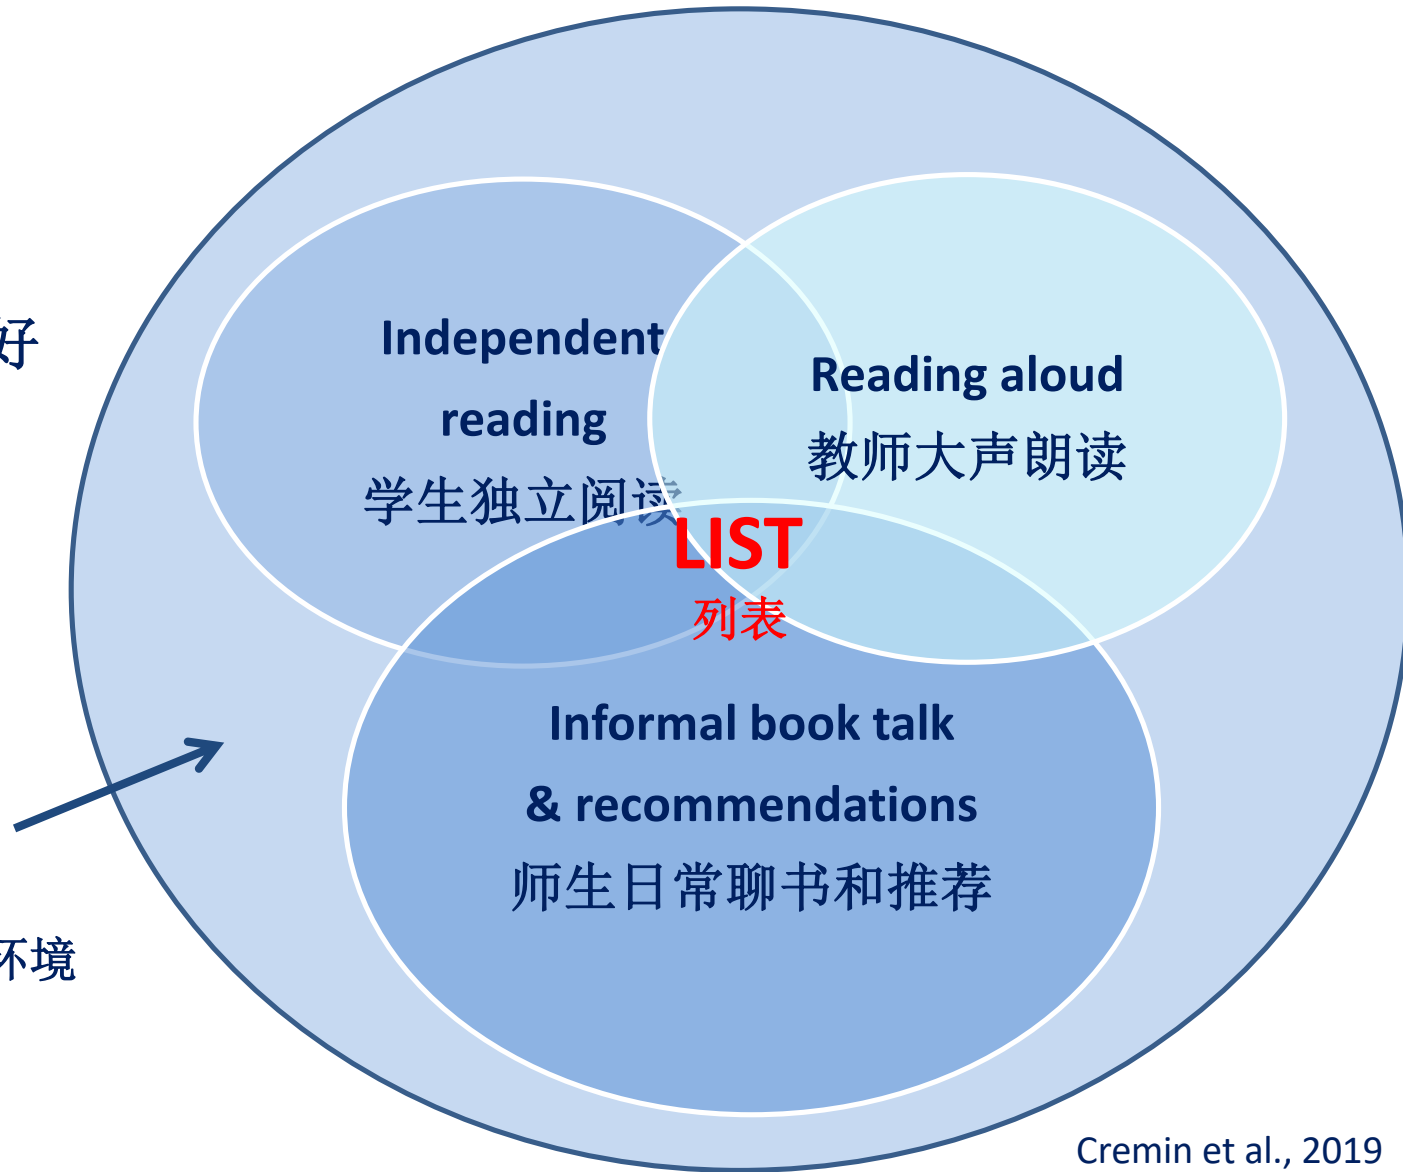 好
Independent
reading
学生独立阅读
Reading aloud
教师大声朗读
LIST
列表
Informal book talk
& recommendations
师生日常聊书和推荐
环境
Cremin et al., 2019